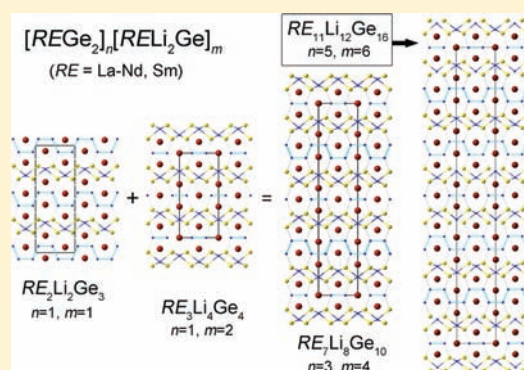 [REGe₂]ₙ[RELi₂Ge]ₘ
(RE = La-Nd, Sm)
RE₁₁Li₁₂Ge₁₆
n=5, m=6
+
=
RE₂Li₂Ge₃
n=1, m=1
RE₃Li₄Ge₄
n=1, m=2
RE₇Li₈Ge₁₀
n=3, m=4